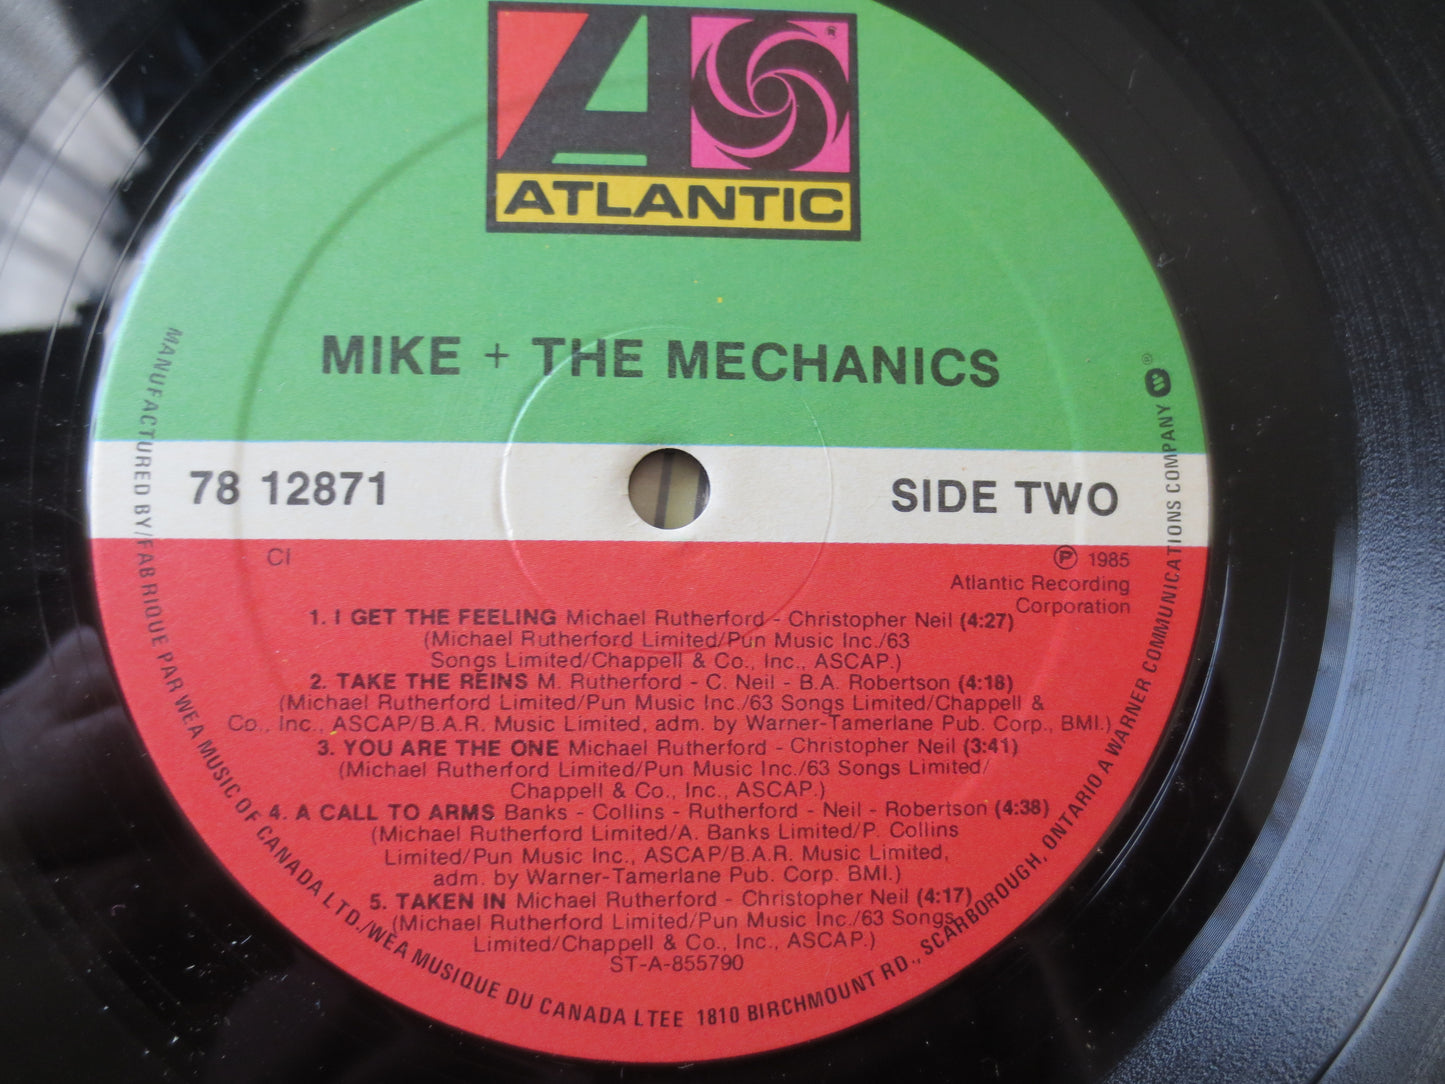 ATLANTIC
®
MIKE + THE MECHANICS
78 12871
SIDE TWO
CI
Ⓟ 1985
Atlantic Recording
Corporation
1. I GET THE FEELING Michael Rutherford - Christopher Neil (4:27)
(Michael Rutherford Limited/Pun Music Inc./63
Songs Limited/Chappell & Co., Inc., ASCAP.)
2. TAKE THE REINS M. Rutherford - C. Neil - B.A. Robertson (4:18)
(Michael Rutherford Limited/Pun Music Inc./63 Songs Limited/Chappell &
Co., Inc., ASCAP/B.A.R. Music Limited, adm. by Warner-Tamerlane Pub. Corp., BMI.)
3. YOU ARE THE ONE Michael Rutherford - Christopher Neil (3:41)
(Michael Rutherford Limited/Pun Music Inc./63 Songs Limited/
Chappell & Co., Inc., ASCAP.)
4. A CALL TO ARMS Banks - Collins - Rutherford - Neil - Robertson (4:38)
(Michael Rutherford Limited/A. Banks Limited/P. Collins
Limited/Pun Music Inc., ASCAP/B.A.R. Music Limited,
adm. by Warner-Tamerlane Pub. Corp. BMI.)
5. TAKEN IN Michael Rutherford - Christopher Neil (4:17)
(Michael Rutherford Limited/Pun Music Inc./63 Songs
Limited/Chappell & Co., Inc., ASCAP.)
ST-A-855790
MANUFACTURED BY/FABRIQUE PAR WEA MUSIC OF CANADA LTD./WEA MUSIQUE DU CANADA LTEE 1810 BIRCHMOUNT RD., SCARBOROUGH, ONTARIO A WARNER COMMUNICATIONS COMPANY ®